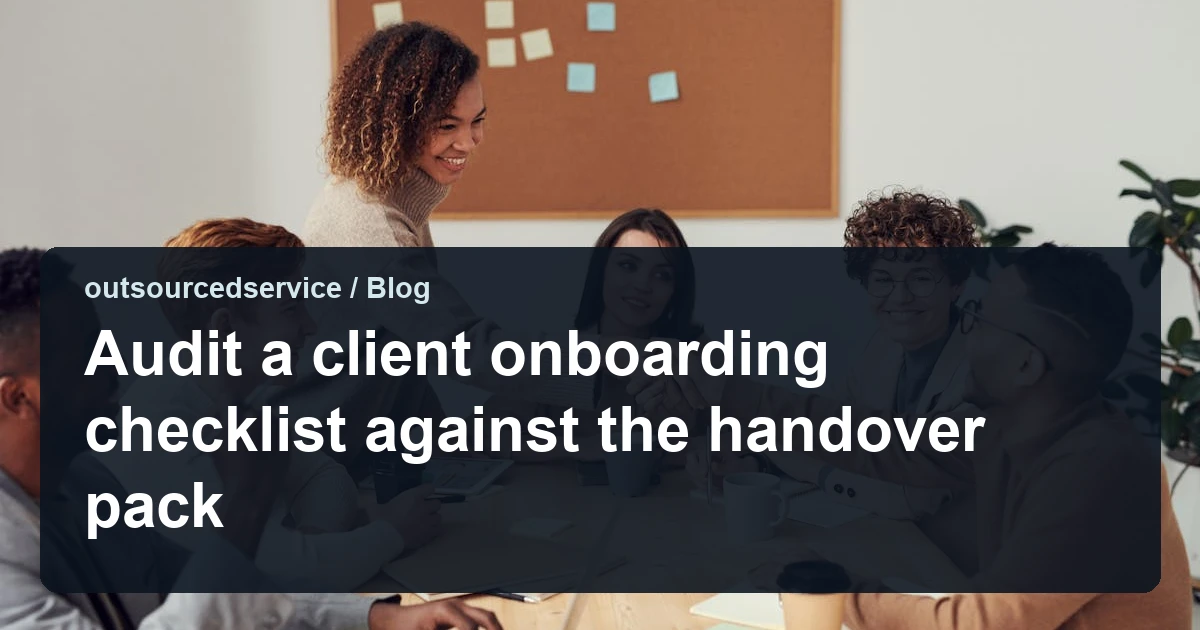 outsourcedservice / Blog
Audit a client onboarding
checklist against the handover
pack